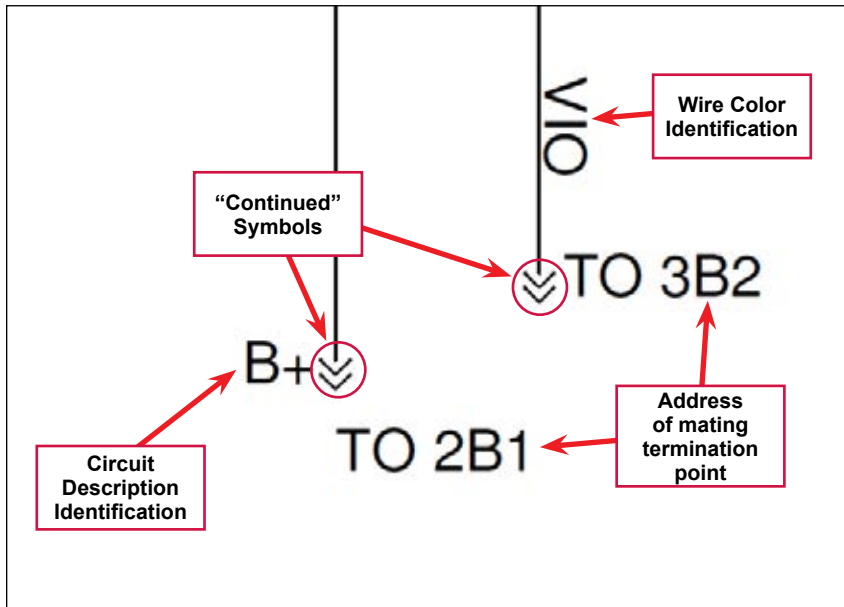 VIO
Wire Color
Identification
“Continued”
Symbols
TO 3B2
B+
TO 2B1
Address
of mating
termination
point
Circuit
Description
Identification